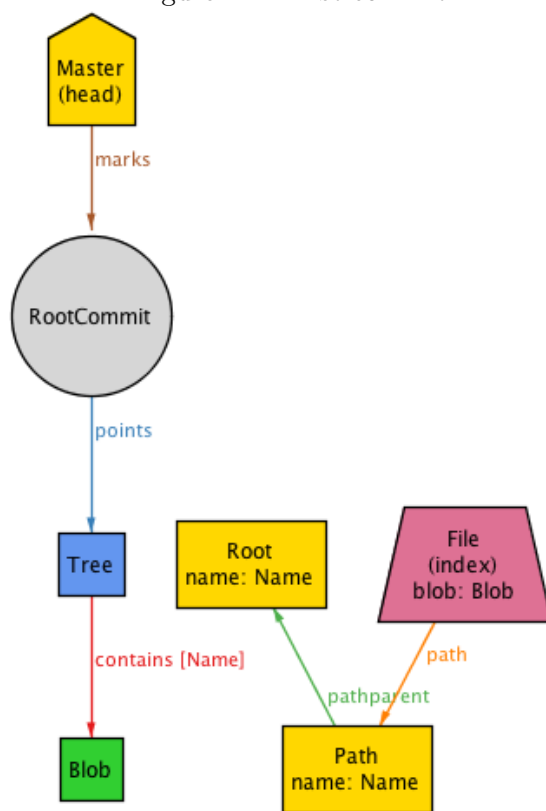 Master
(head)
marks
RootCommit
points
Tree
Root
name: Name
File
(index)
blob: Blob
contains [Name]
path
pathparent
Blob
Path
name: Name